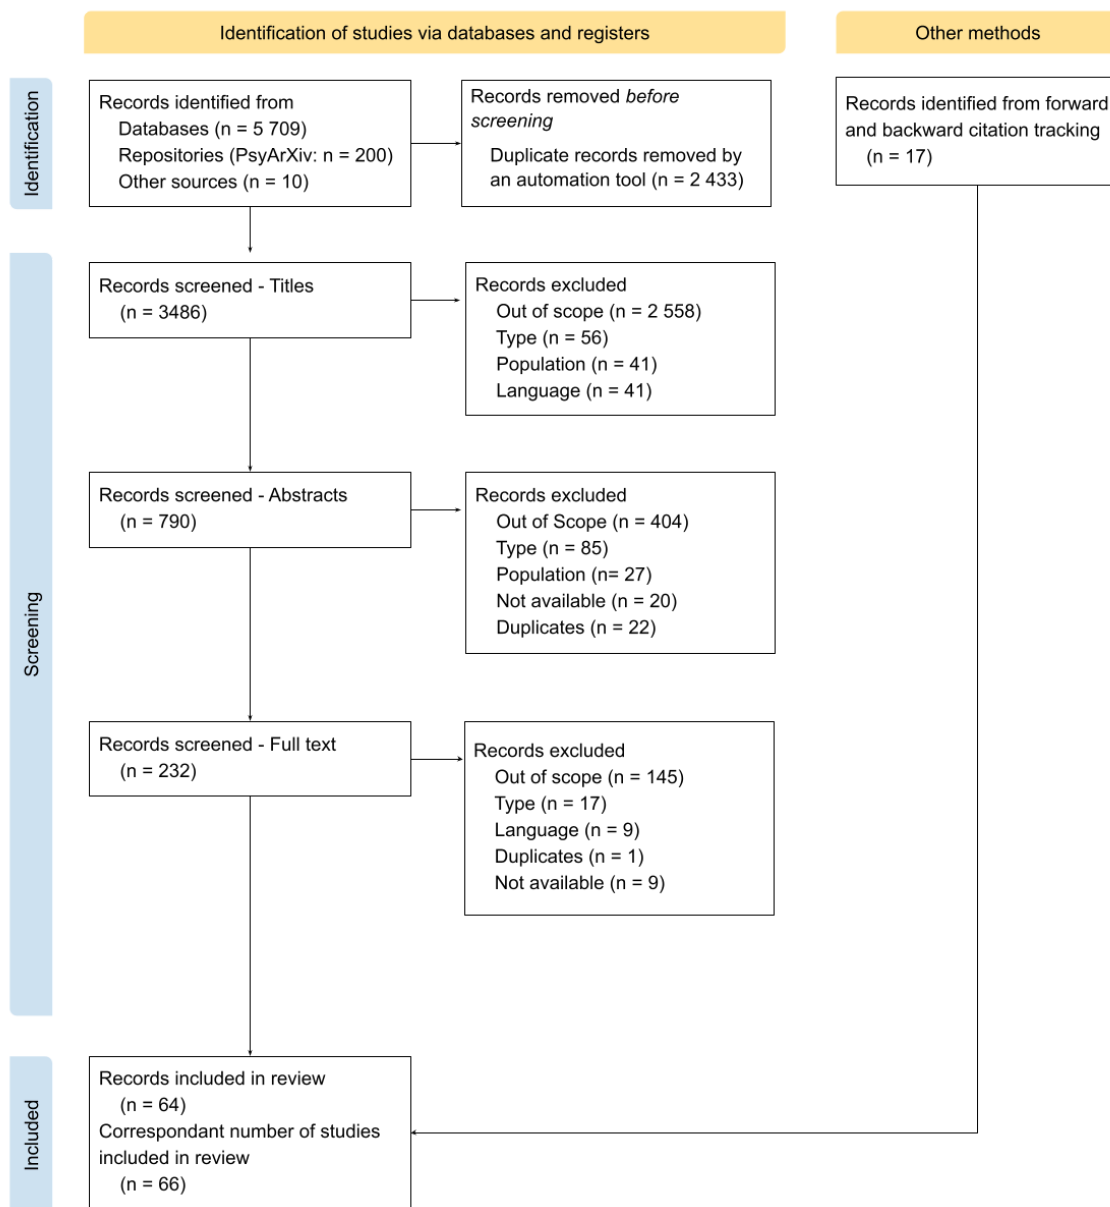 Identification of studies via databases and registers
Other methods
Identification
Records identified from
Databases (n = 5 709)
Repositories (PsyArXiv: n = 200)
Other sources (n = 10)
Records removed before
screening
Duplicate records removed by
an automation tool (n = 2 433)
Records identified from forward
and backward citation tracking
(n = 17)
Screening
Records screened - Titles
(n = 3486)
Records excluded
Out of scope (n = 2 558)
Type (n = 56)
Population (n = 41)
Language (n = 41)
Records screened - Abstracts
(n = 790)
Records excluded
Out of Scope (n = 404)
Type (n = 85)
Population (n= 27)
Not available (n = 20)
Duplicates (n = 22)
Records screened - Full text
(n = 232)
Records excluded
Out of scope (n = 145)
Type (n = 17)
Language (n = 9)
Duplicates (n = 1)
Not available (n = 9)
Included
Records included in review
(n = 64)
Correspondant number of studies
included in review
(n = 66)